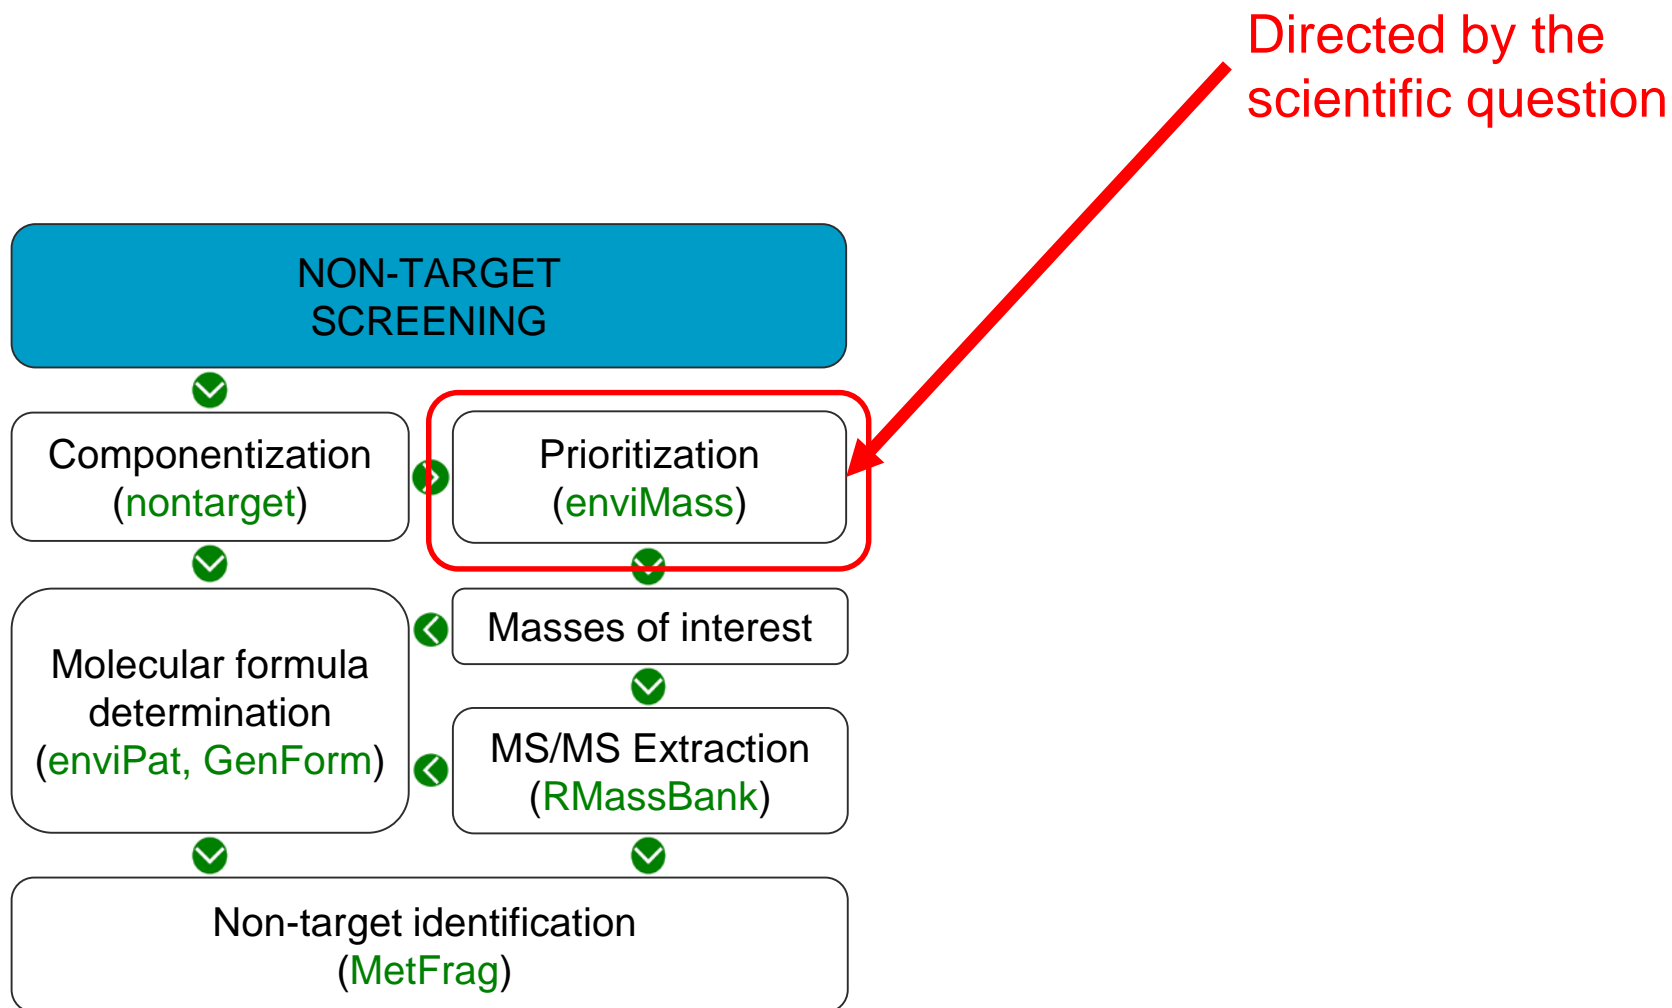 Directed by the
scientific question
NON-TARGET
SCREENING
Componentization
(nontarget)
Prioritization
(enviMass)
Masses of interest
Molecular formula
determination
(enviPat, GenForm)
MS/MS Extraction
(RMassBank)
Non-target identification
(MetFrag)